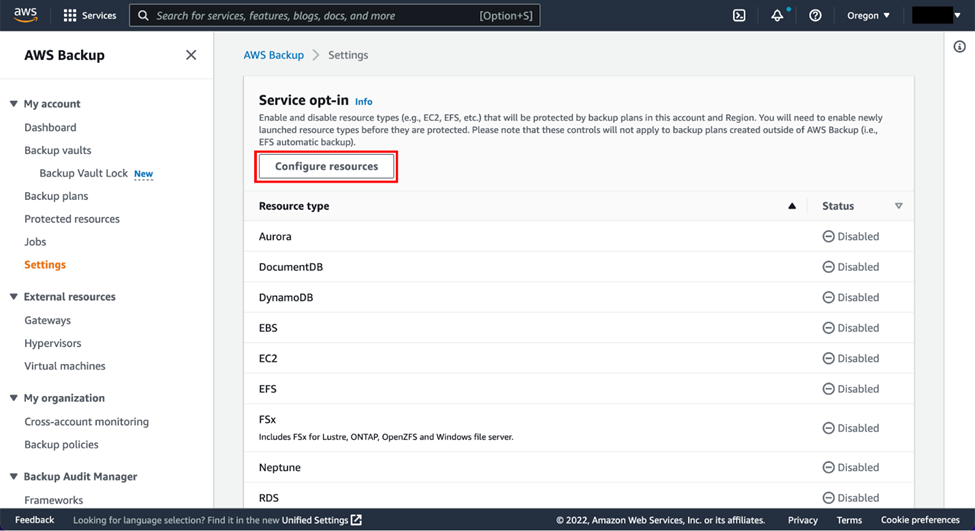 aws
Services
Search for services, features, blogs, docs, and more
[Option+S]
Oregon
AWS Backup
My account
Dashboard
Backup vaults
Backup Vault Lock New
Backup plans
Protected resources
Jobs
Settings
External resources
Gateways
Hypervisors
Virtual machines
My organization
Cross-account monitoring
Backup policies
Backup Audit Manager
Frameworks
AWS Backup > Settings
Service opt-in Info
Enable and disable resource types (e.g., EC2, EFS, etc.) that will be protected by backup plans in this account and Region. You will need to enable newly
launched resource types before they are protected. Please note that these controls will not apply to backup plans created outside of AWS Backup (i.e.,
EFS automatic backup).
Configure resources
Resource type Status
Aurora Disabled
DocumentDB Disabled
DynamoDB Disabled
EBS Disabled
EC2 Disabled
EFS Disabled
FSx
Includes FSx for Lustre, ONTAP, OpenZFS and Windows file server.
Disabled
Neptune Disabled
RDS Disabled
Feedback Looking for language selection? Find it in the new Unified Settings © 2022, Amazon Web Services, Inc. or its affiliates. Privacy Terms Cookie preferences